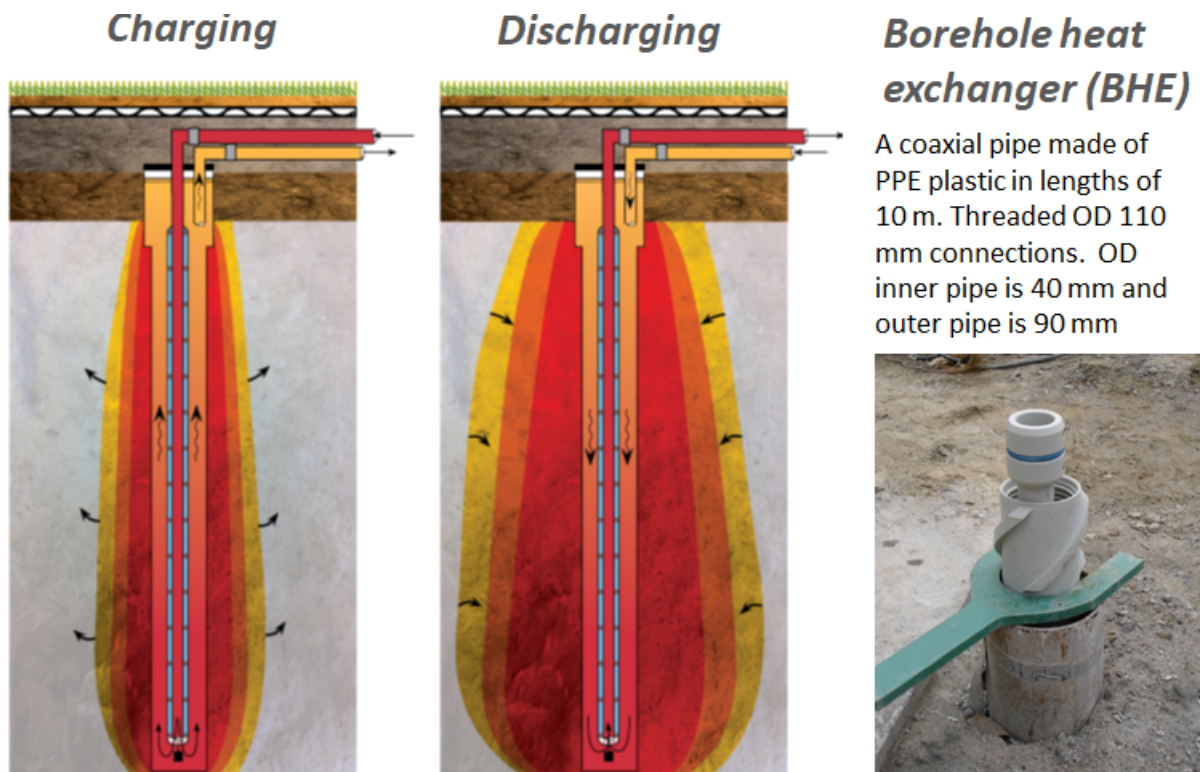 Charging
Discharging
Borehole heat
exchanger (BHE)
A coaxial pipe made of
PPE plastic in lengths of
10 m. Threaded OD 110
mm connections.  OD
inner pipe is 40 mm and
outer pipe is 90 mm